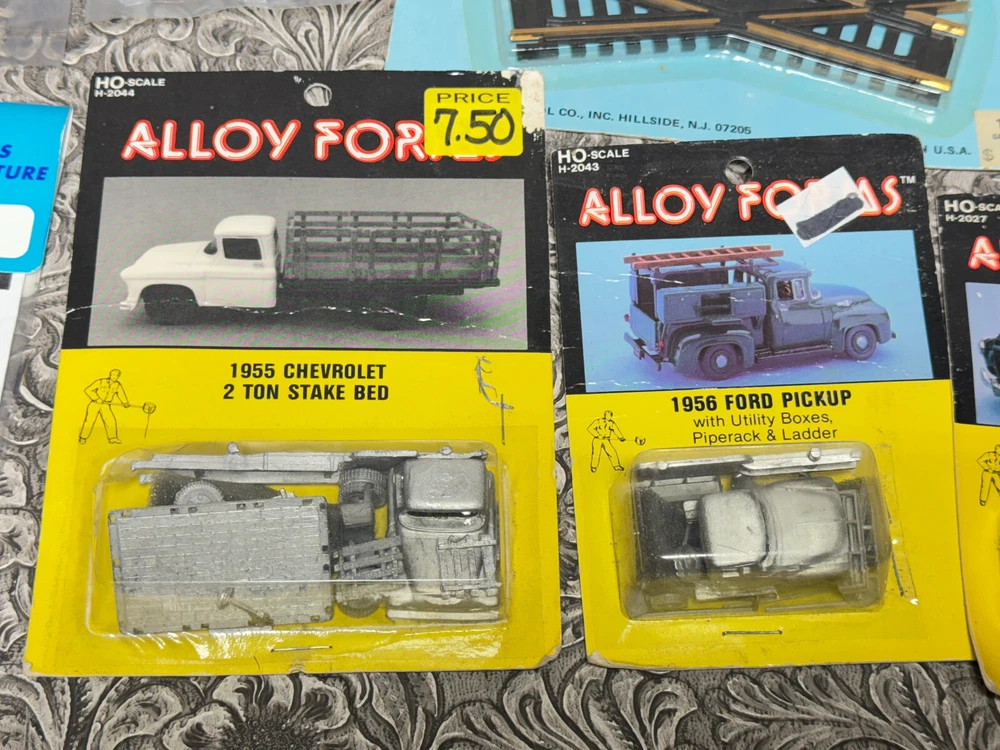 HO-SCALE
H-2044
PRICE
7.50
ALLOY FOR
1955 CHEVROLET
2 TON STAKE BED
HO-SCALE
H-2043
ALLOY FO AS™
1956 FORD PICKUP
with Utility Boxes,
Piperack & Ladder
CO., INC. HILLSIDE, N.J. 07205
U.S.A.
HO-SCA
H-2027
A
S
TURE